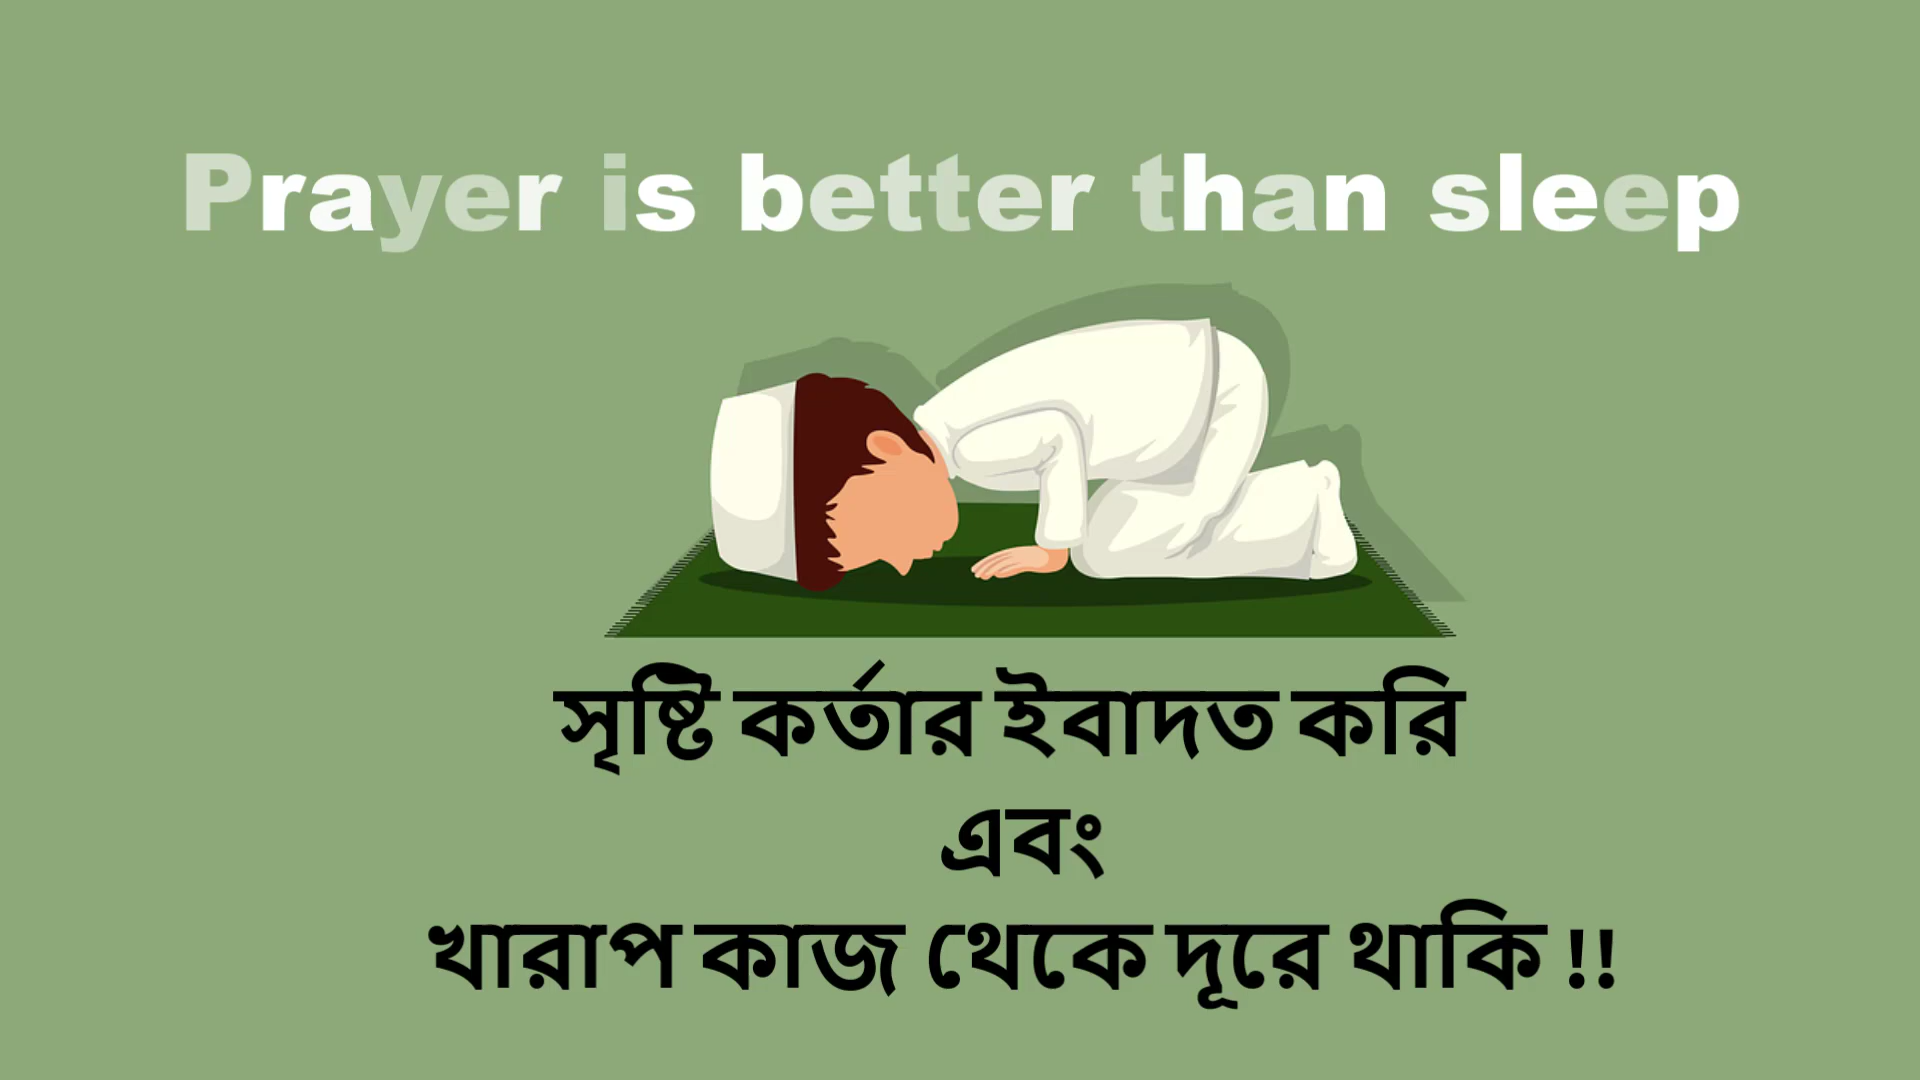 Prayer is better than sleep
সৃষ্টি কর্তার ইবাদত করি
এবং
খারাপ কাজ থেকে দূরে থাকি !!